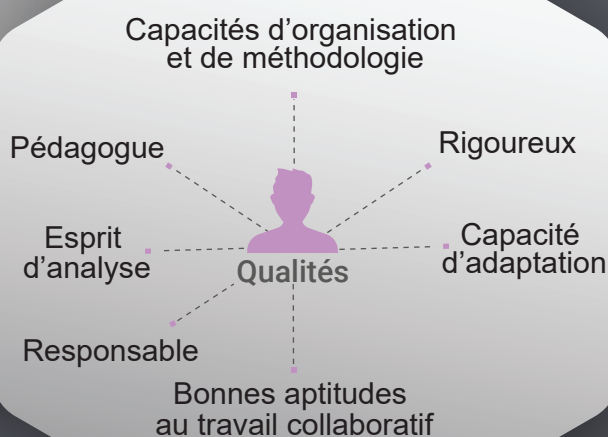 Capacités d’organisation
et de méthodologie
Pédagogue
Rigoureux
Esprit
d’analyse
Capacité
d’adaptation
Qualités
Responsable
Bonnes aptitudes
au travail collaboratif